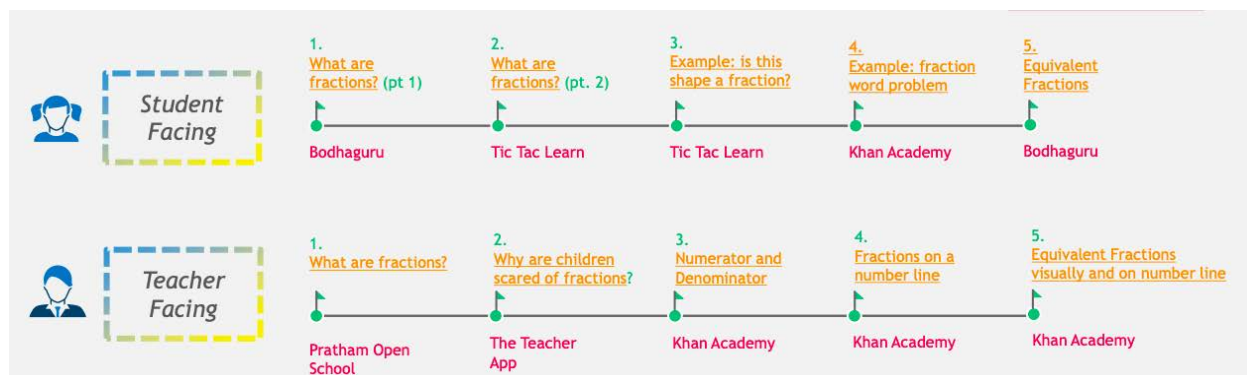 Student
Facing
1.
What are
fractions? (pt 1)
Bodhaguru
2.
What are
fractions? (pt. 2)
Tic Tac Learn
3.
Example: is this
shape a fraction?
Tic Tac Learn
4.
Example: fraction
word problem
Khan Academy
5.
Equivalent
Fractions
Bodhaguru
Teacher
Facing
1.
What are fractions?
Pratham Open
School
2.
Why are children
scared of fractions?
The Teacher
App
3.
Numerator and
Denominator
Khan Academy
4.
Fractions on a
number line
Khan Academy
5.
Equivalent Fractions
visually and on number line
Khan Academy